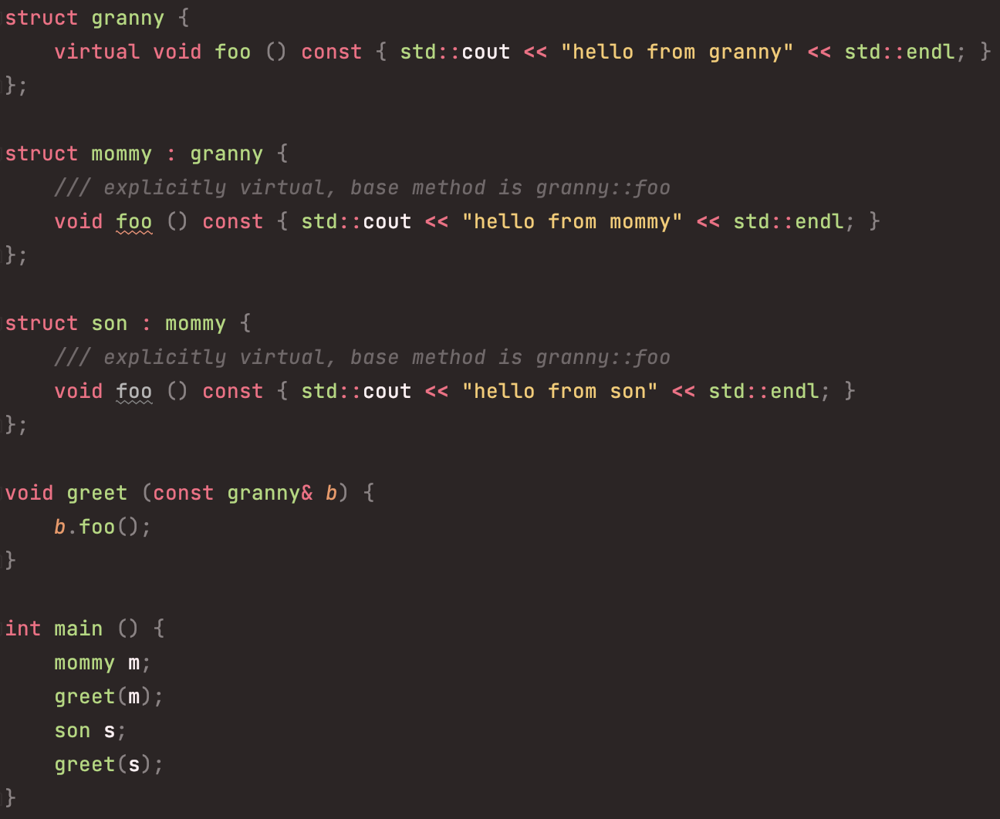 struct granny {
    virtual void foo () const { std::cout << "hello from granny" << std::endl; }
};

struct mommy : granny {
    /// explicitly virtual, base method is granny::foo
    void foo () const { std::cout << "hello from mommy" << std::endl; }
};

struct son : mommy {
    /// explicitly virtual, base method is granny::foo
    void foo () const { std::cout << "hello from son" << std::endl; }
};

void greet (const granny& b) {
    b.foo();
}

int main () {
    mommy m;
    greet(m);
    son s;
    greet(s);
}